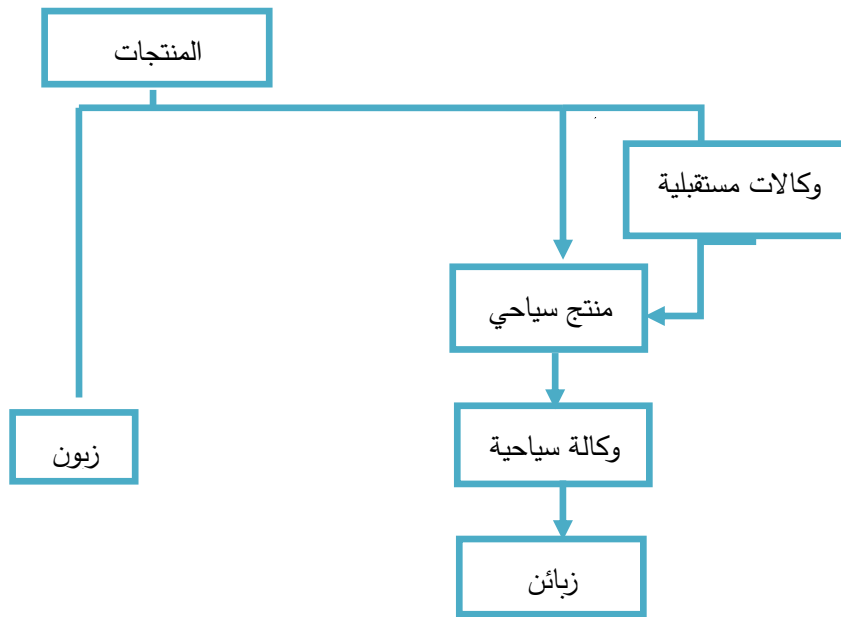 المنتجات
وكالات مستقبلية
منتج سياحي
وكالة سياحية
زبون
زبائن